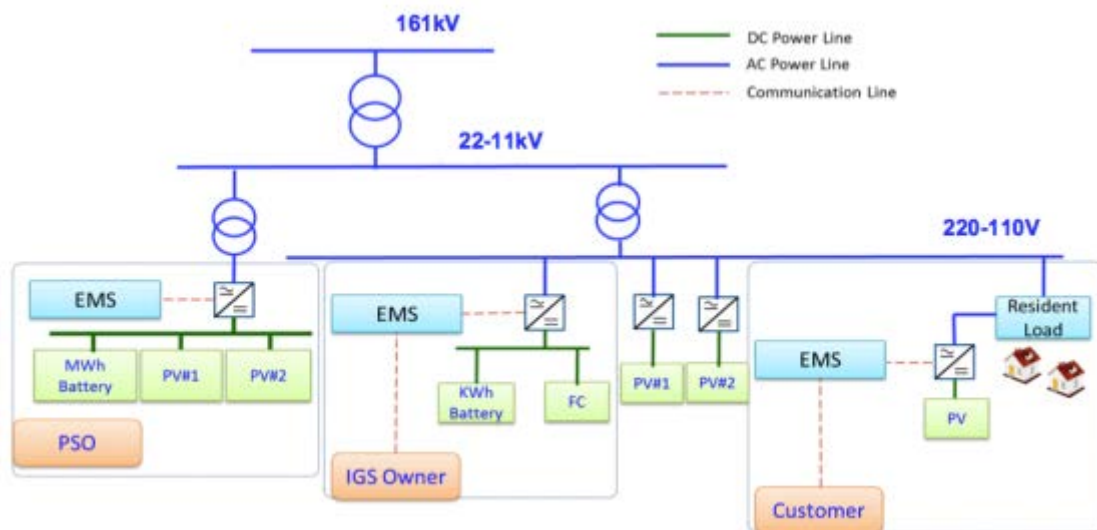 161kV
DC Power Line
AC Power Line
Communication Line
22-11kV
220-110V
EMS
MWh
Battery
PV#1
PV#2
PSO
EMS
KWh
Battery
FC
IGS Owner
PV#1
PV#2
Resident
Load
EMS
PV
Customer